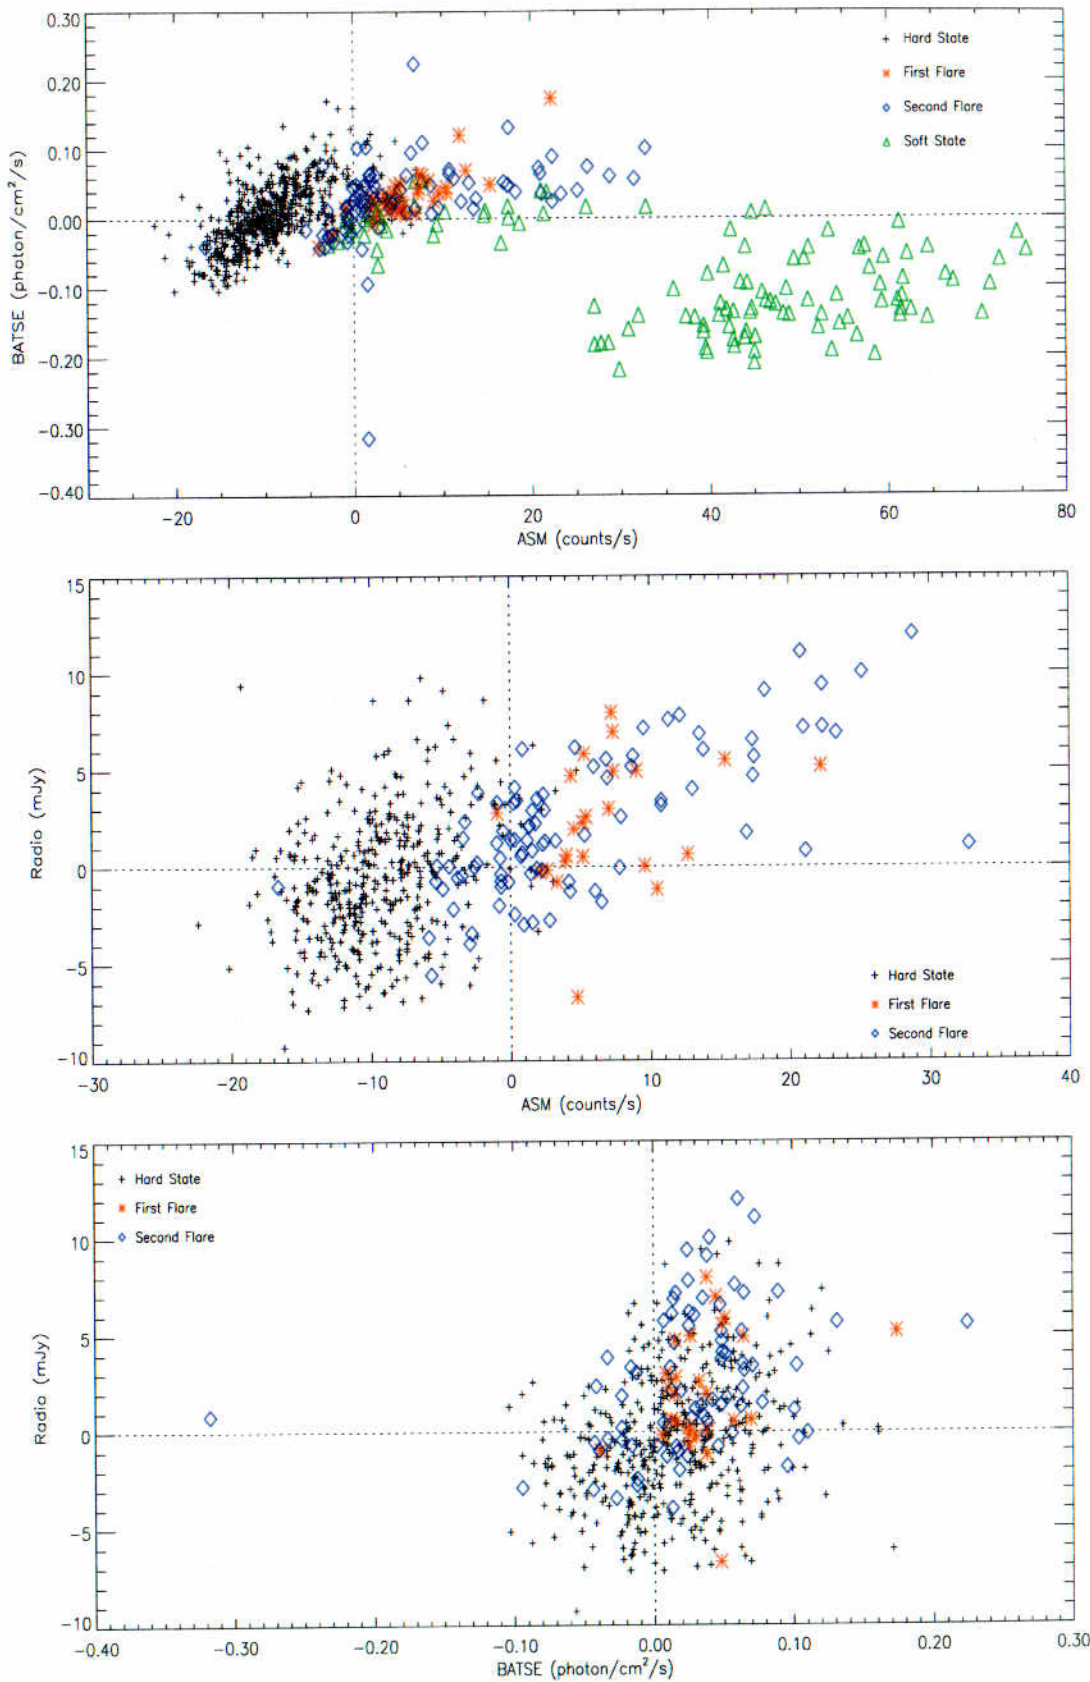 0.30
0.20
0.10
0.00
−0.10
−0.20
−0.30
−0.40
BATSE (photon/cm²/s)
Hard State
First Flare
Second Flare
Soft State
−20
0
20
40
60
80
ASM (counts/s)
15
10
5
0
−5
−10
Radio (mJy)
Hard State
First Flare
Second Flare
−30
−20
−10
0
10
20
30
40
ASM (counts/s)
15
10
5
0
−5
−10
Radio (mJy)
Hard State
First Flare
Second Flare
−0.40
−0.30
−0.20
−0.10
0.00
0.10
0.20
0.30
BATSE (photon/cm²/s)